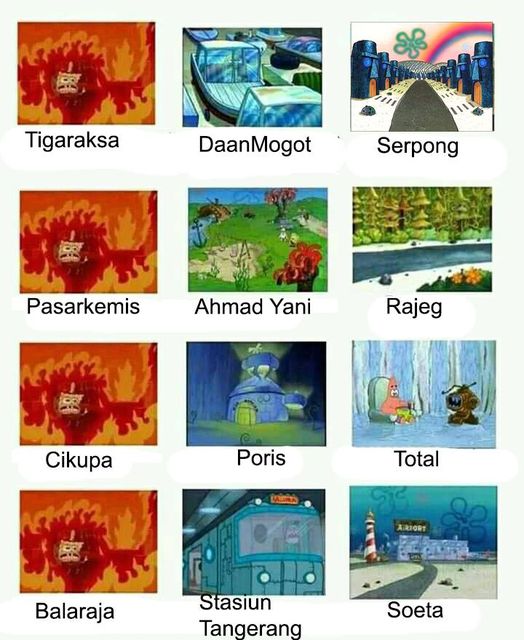 Tigaraksa
DaanMogot
Serpong
Pasarkemis
Ahmad Yani
Rajeg
Cikupa
Poris
Total
AIRPORT
Balaraja
Stasiun
Tangerang
Soeta